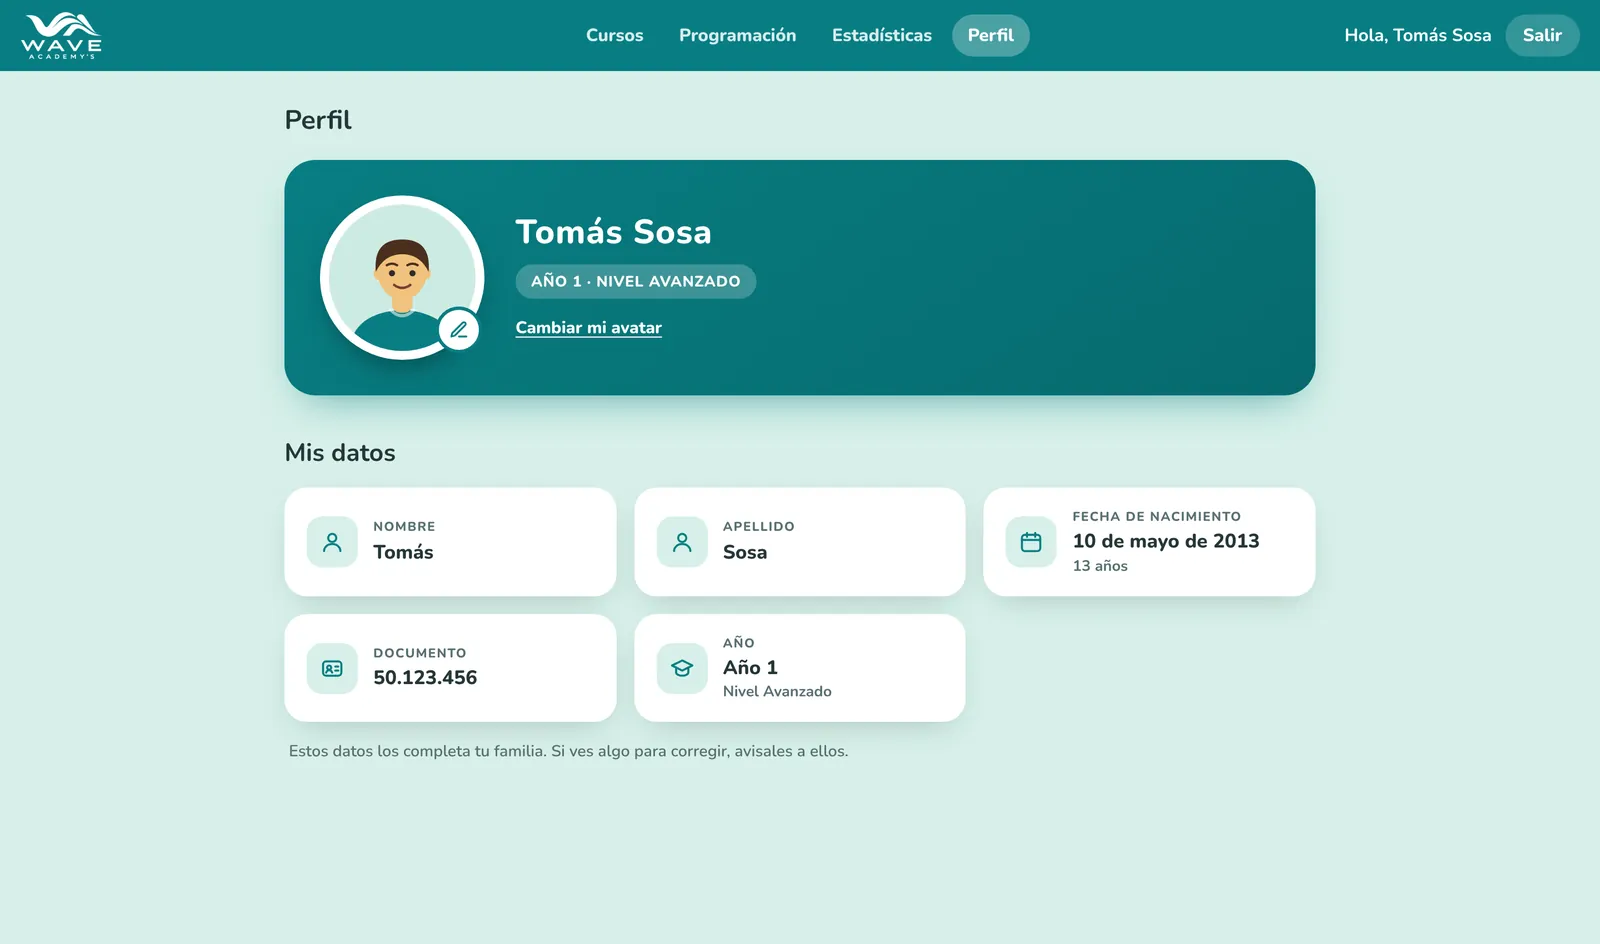 WAVE
ACADEMY'S
Cursos
Programación
Estadísticas
Perfil
Hola, Tomás Sosa
Salir
Perfil
Tomás Sosa
AÑO 1 · NIVEL AVANZADO
Cambiar mi avatar
Mis datos
NOMBRE
Tomás
APELLIDO
Sosa
FECHA DE NACIMIENTO
10 de mayo de 2013
13 años
DOCUMENTO
50.123.456
AÑO
Año 1
Nivel Avanzado
Estos datos los completa tu familia. Si ves algo para corregir, avisales a ellos.